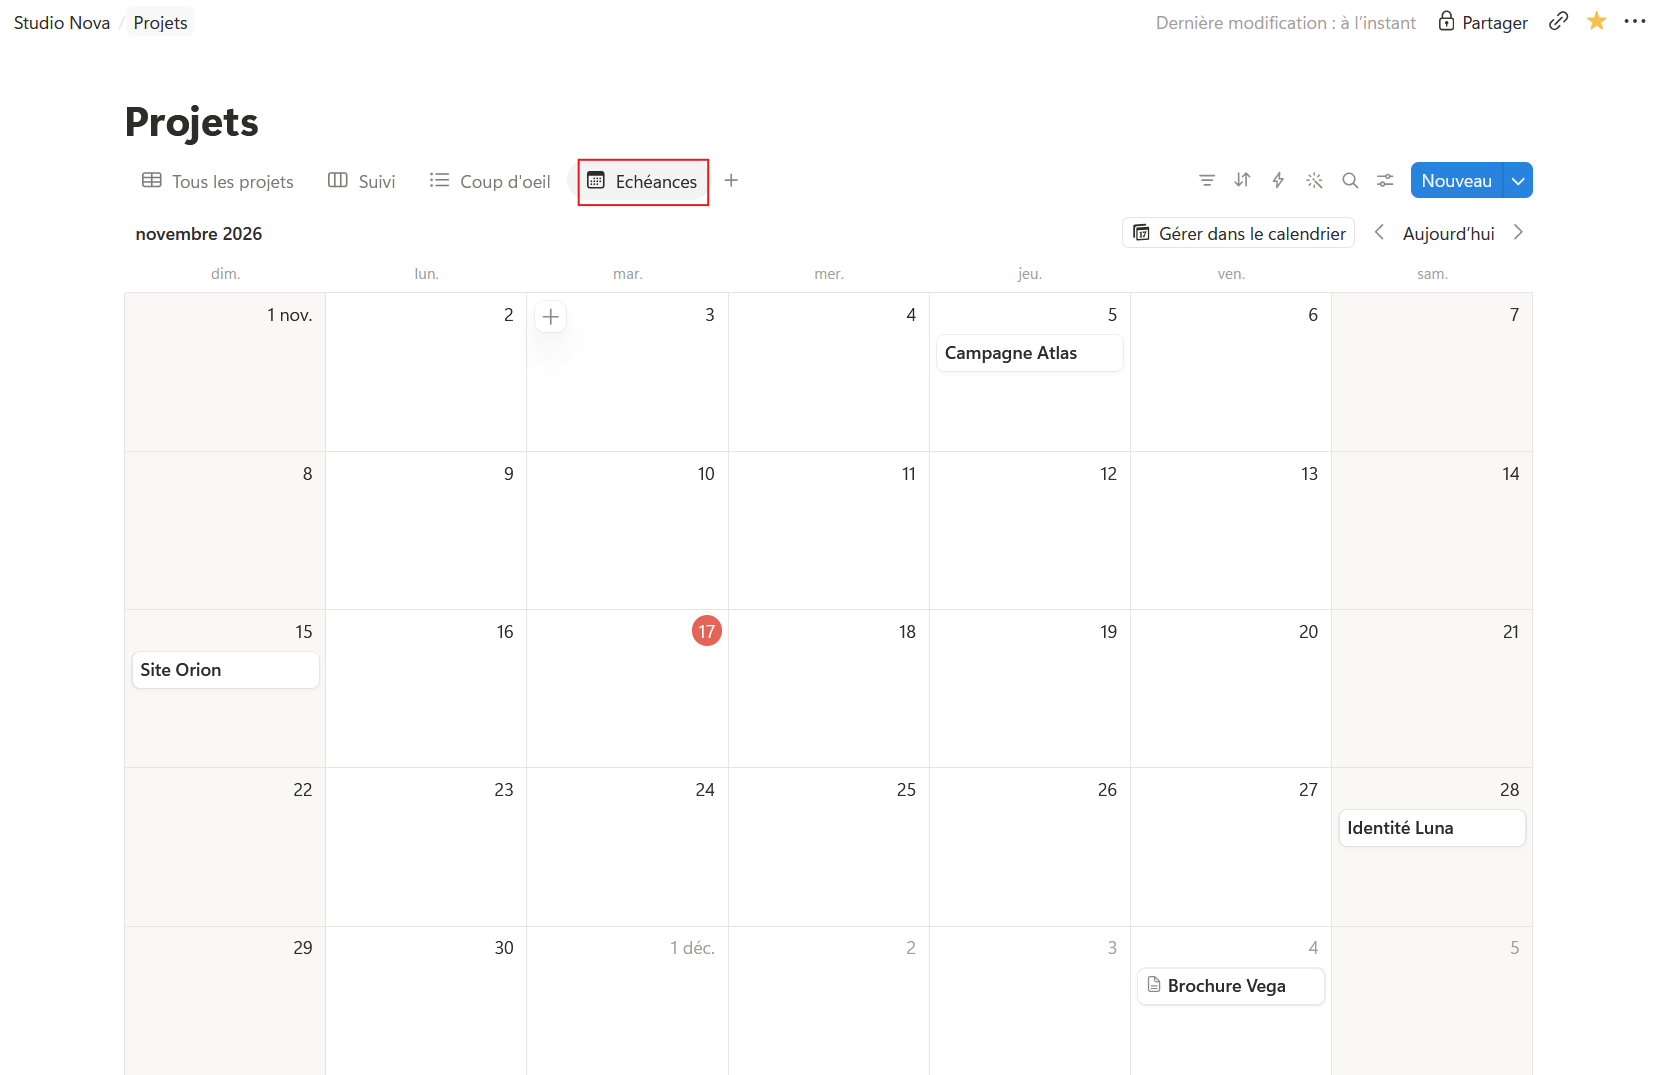 Studio Nova / Projets
Dernière modification : à l’instant
Partager
Projets
Tous les projets
Suivi
Coup d'oeil
Echéances
Nouveau
novembre 2026
17
Gérer dans le calendrier
Aujourd’hui
dim. lun. mar. mer. jeu. ven. sam.
1 nov. 2 3 4 5 6 7
Campagne Atlas
8 9 10 11 12 13 14
15 16 17 18 19 20 21
Site Orion
22 23 24 25 26 27 28
Identité Luna
29 30 1 déc. 2 3 4 5
Brochure Vega